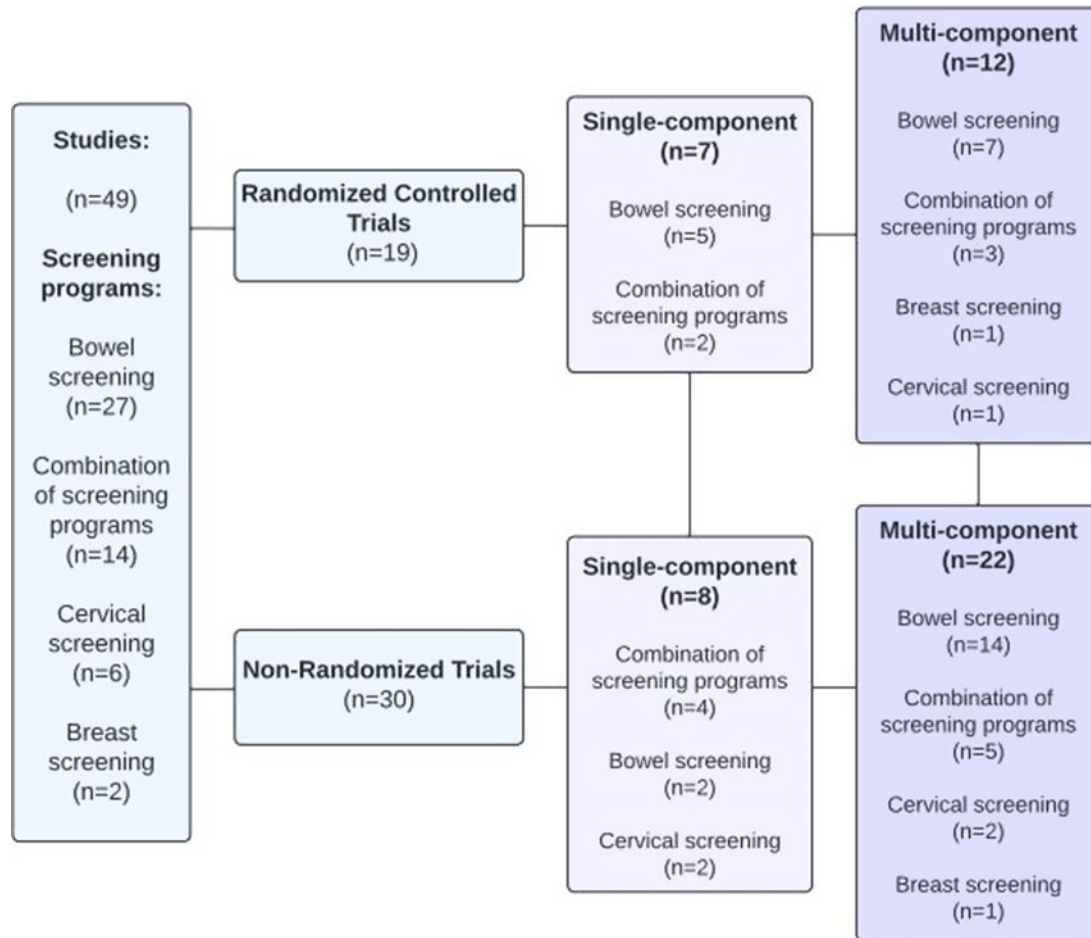 Studies:
(n=49)
Screening
programs:
Bowel
screening
(n=27)
Combination
of screening
programs
(n=14)
Cervical
screening
(n=6)
Breast
screening
(n=2)
Randomized Controlled
Trials
(n=19)
Single-component
(n=7)
Bowel screening
(n=5)
Combination of
screening programs
(n=2)
Multi-component
(n=12)
Bowel screening
(n=7)
Combination of
screening programs
(n=3)
Breast screening
(n=1)
Cervical screening
(n=1)
Non-Randomized Trials
(n=30)
Single-component
(n=8)
Combination of
screening programs
(n=4)
Bowel screening
(n=2)
Cervical screening
(n=2)
Multi-component
(n=22)
Bowel screening
(n=14)
Combination of
screening programs
(n=5)
Cervical screening
(n=2)
Breast screening
(n=1)